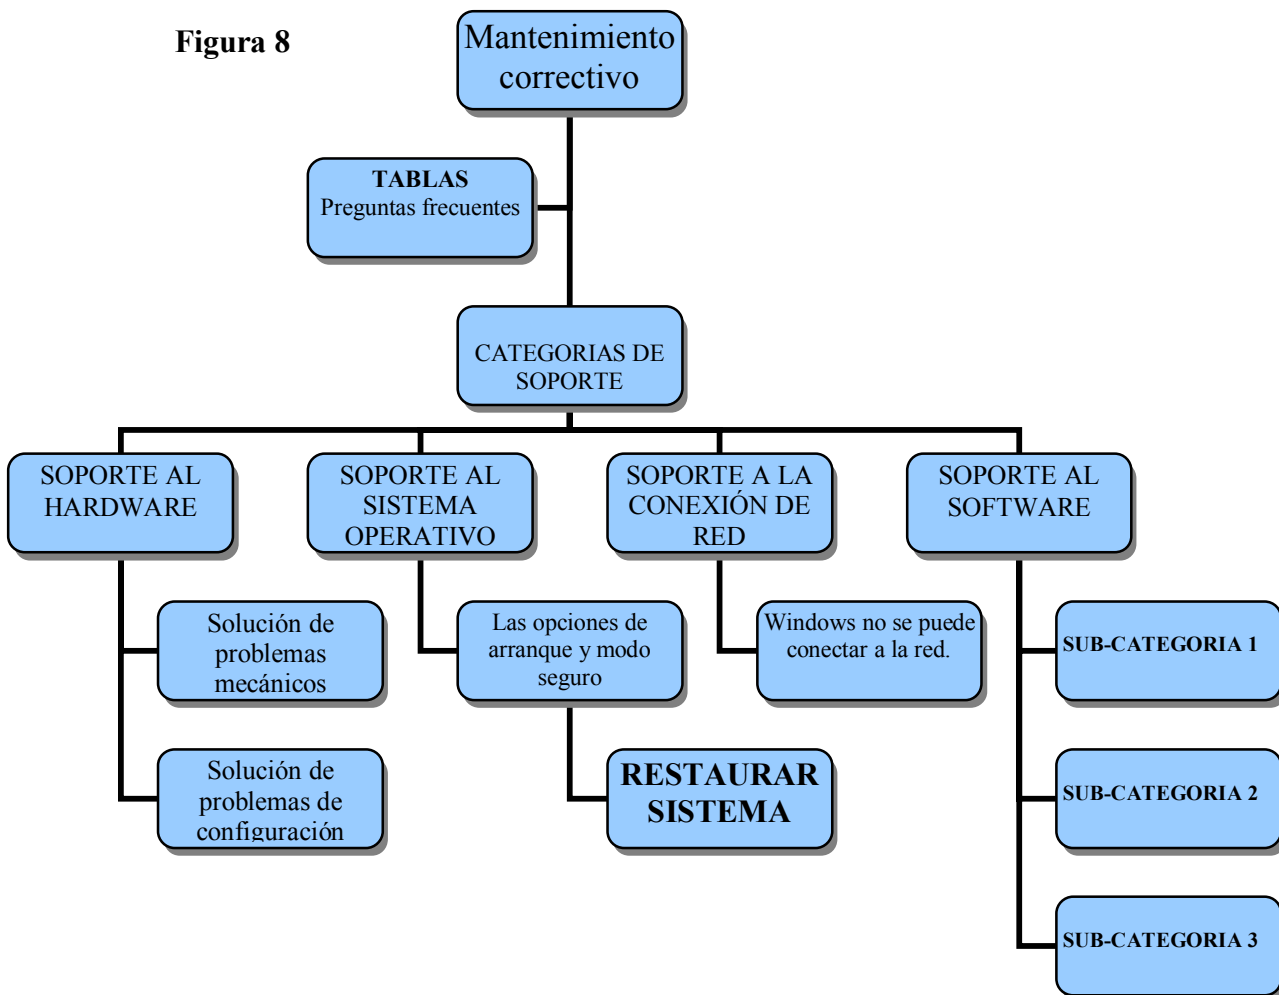 Figura 8
Mantenimiento
correctivo
TABLAS
Preguntas frecuentes
CATEGORIAS DE
SOPORTE
SOPORTE AL
HARDWARE
SOPORTE AL
SISTEMA
OPERATIVO
SOPORTE A LA
CONEXIÓN DE
RED
SOPORTE AL
SOFTWARE
Solución de
problemas
mecánicos
Las opciones de
arranque y modo
seguro
Windows no se puede
conectar a la red.
SUB-CATEGORIA 1
Solución de
problemas de
configuración
RESTAURAR
SISTEMA
SUB-CATEGORIA 2
SUB-CATEGORIA 3